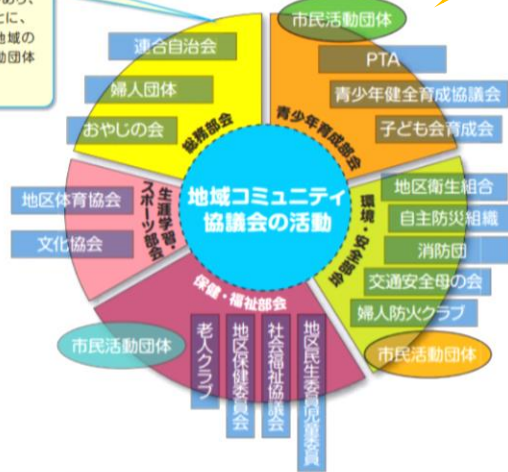 あり、
とに、
地域の
動団体
市民活動団体
連合自治会
婦人団体
おやじの会
総務部会
PTA
青少年健全育成協議会
子ども会育成会
青少年育成部会
地区体育協会
文化協会
生涯学習・
スポーツ部会
地域コミュニティ
協議会の活動
環境・安全部会
地区衛生組合
自主防災組織
消防団
交通安全母の会
婦人防火クラブ
保健・福祉部会
市民活動団体
老人クラブ
地区保健委員会
社会福祉協議会
地区民生委員児童委員
市民活動団体